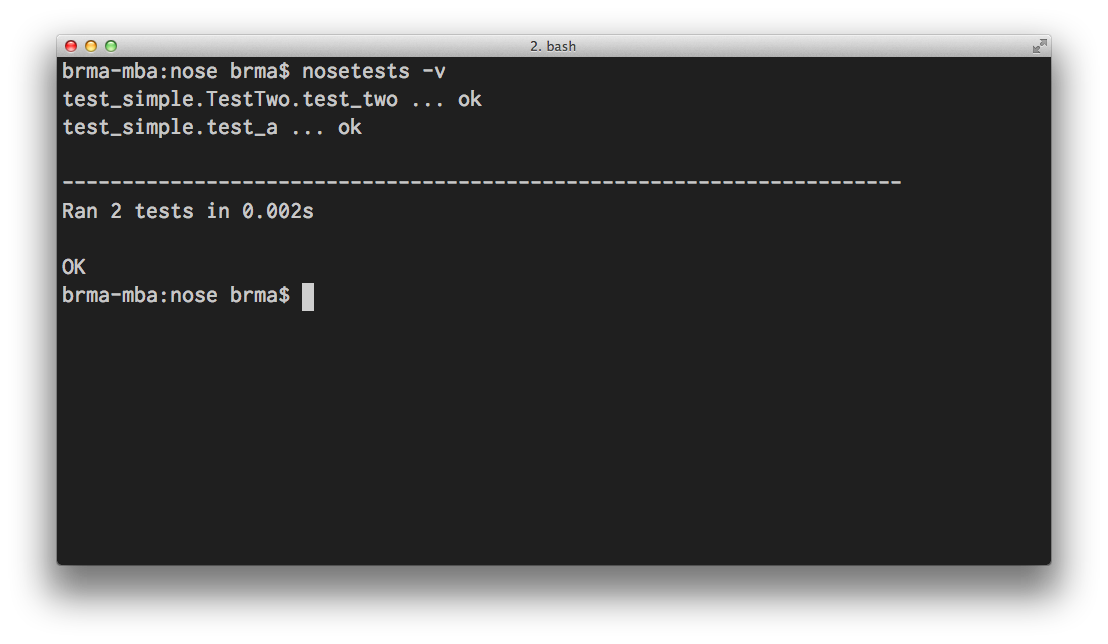 2. bash
brma-mba:nose brma$ nosetests -v
test_simple.TestTwo.test_two ... ok
test_simple.test_a ... ok
----------------------------------------------------------------------
Ran 2 tests in 0.002s
OK
brma-mba:nose brma$